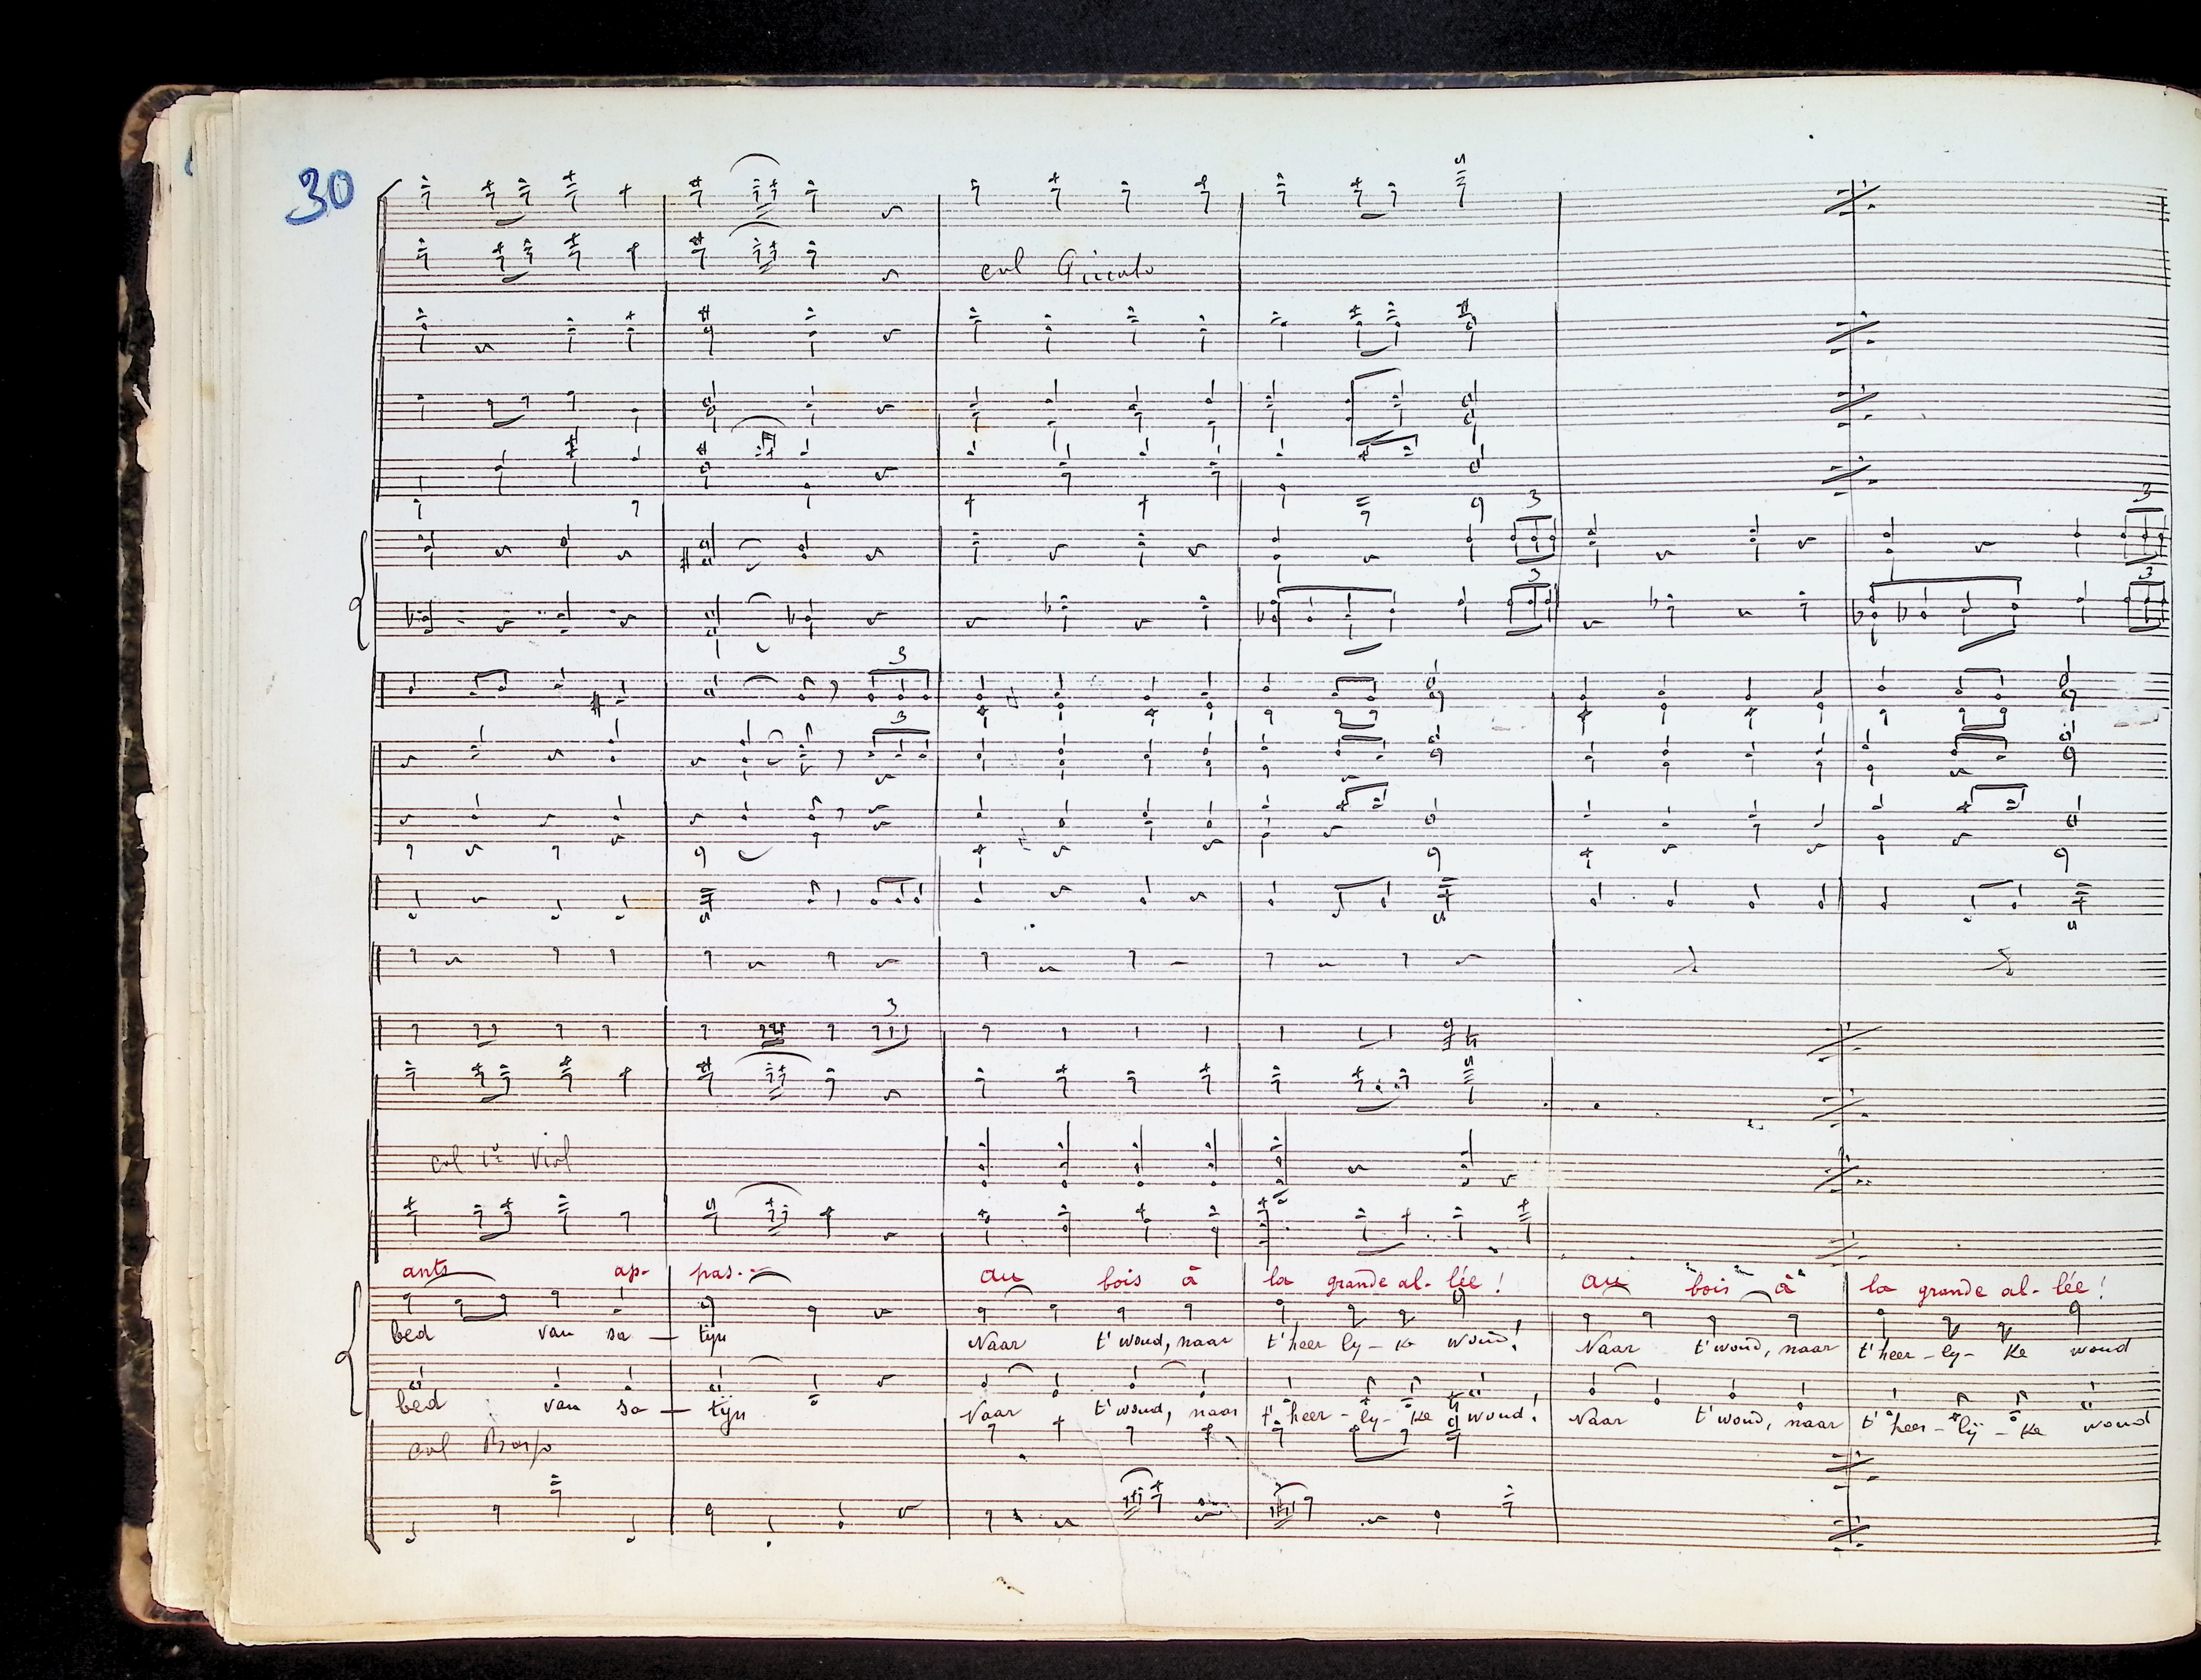 30
col Piccolo
3
3
3
3
3
3
3
col 1º Viol
ants ap- pas. au bois à la grande al- lée! au bois à la grande al- lée!
bed van sa — tyn Naar t'woud, naar t'heer ly - ke woud! Naar t'woud, naar t'heer - ly - ke woud
bed van sa — tyn Naar t'woud, naar t'heer - ly - ke woud! Naar t'woud, naar t'heer - ly - ke woud
col Basso